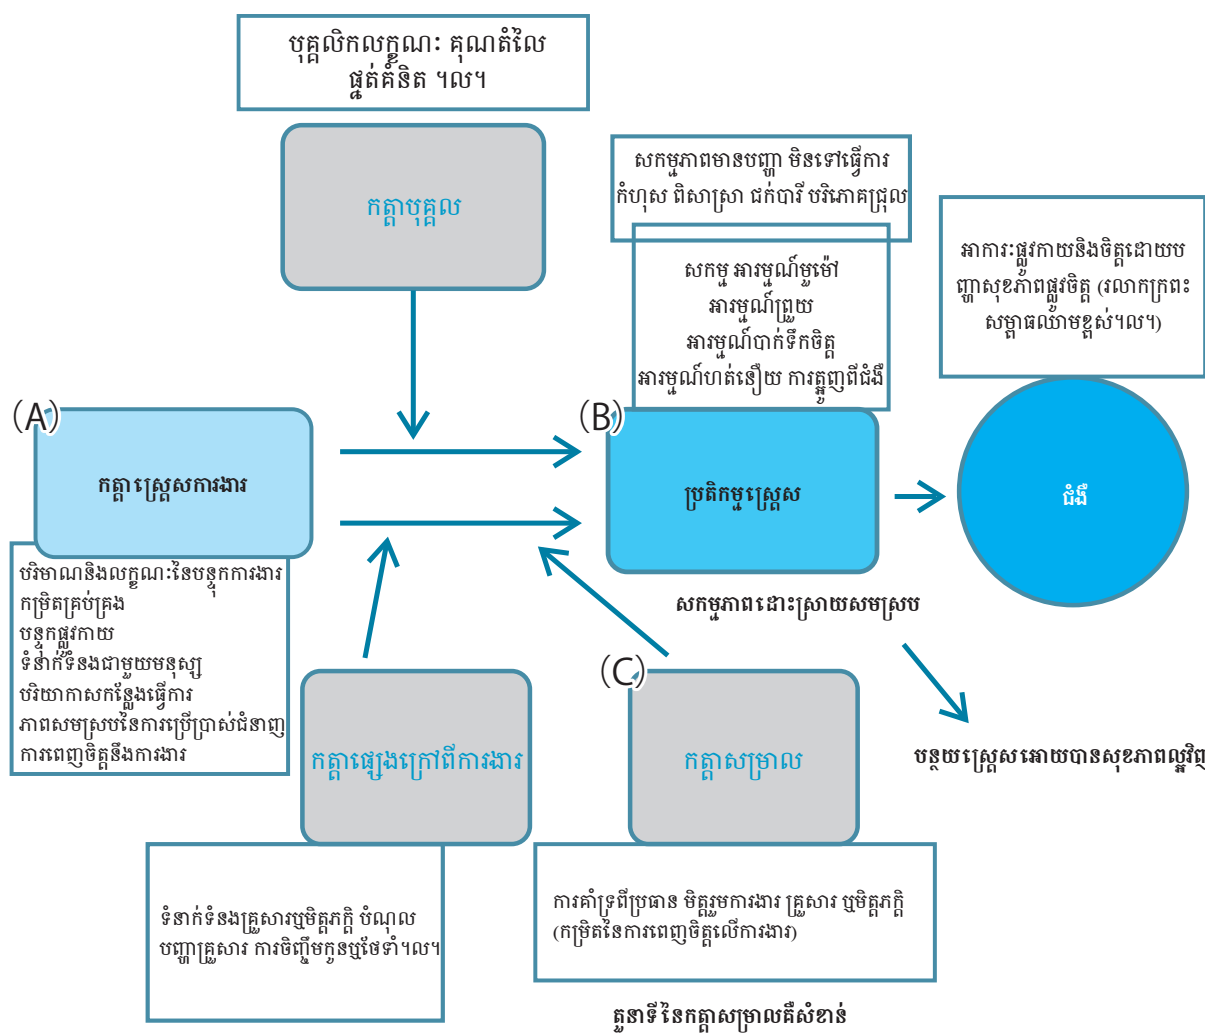 បុគ្គលិកលក្ខណៈ គុណតំលៃ
ផ្នត់គំនិត ។ល។
កត្តាបុគ្គល
សកម្មភាពមានបញ្ហា មិនទៅធ្វើការ
កំហុស ពិសាស្រា ជក់បារី បរិភោគជ្រុល
សកម្ម អារម្មណ៍មួម៉ៅ
អារម្មណ៍ព្រួយ
អារម្មណ៍បាក់ទឹកចិត្ត
អារម្មណ៍ហត់នឿយ ការត្អូញពីជំងឺ
អាការៈផ្លូវកាយនិងចិត្តដោយប
ញ្ហាសុខភាពផ្លូវចិត្ត (រលាកក្រពះ
សម្ពាធឈាមខ្ពស់។ល។)
(A)
កត្តាស្ត្រេសការងារ
(B)
ប្រតិកម្មស្ត្រេស
ជំងឺ
បរិមាណនិងលក្ខណៈនៃបន្ទុកការងារ
កម្រិតគ្រប់គ្រង
បន្ទុកផ្លូវកាយ
ទំនាក់ទំនងជាមួយមនុស្ស
បរិយាកាសកន្លែងធ្វើការ
ភាពសមស្របនៃការប្រើប្រាស់ជំនាញ
ការពេញចិត្តនឹងការងារ
សកម្មភាពដោះស្រាយសមស្រប
កត្តាផ្សេងក្រៅពីការងារ
(C)
កត្តាសម្រាល
បន្ថយស្ត្រេសអោយបានសុខភាពល្អវិញ
ទំនាក់ទំនងគ្រួសារឬមិត្តភក្តិ បំណុល
បញ្ហាគ្រួសារ ការចិញ្ចឹមកូនឬថែទាំ។ល។
ការគាំទ្រពីប្រធាន មិត្តរួមការងារ គ្រួសារ ឬមិត្តភក្តិ
(កម្រិតនៃការពេញចិត្តលើការងារ)
តួនាទីនៃកត្តាសម្រាលគឺសំខាន់